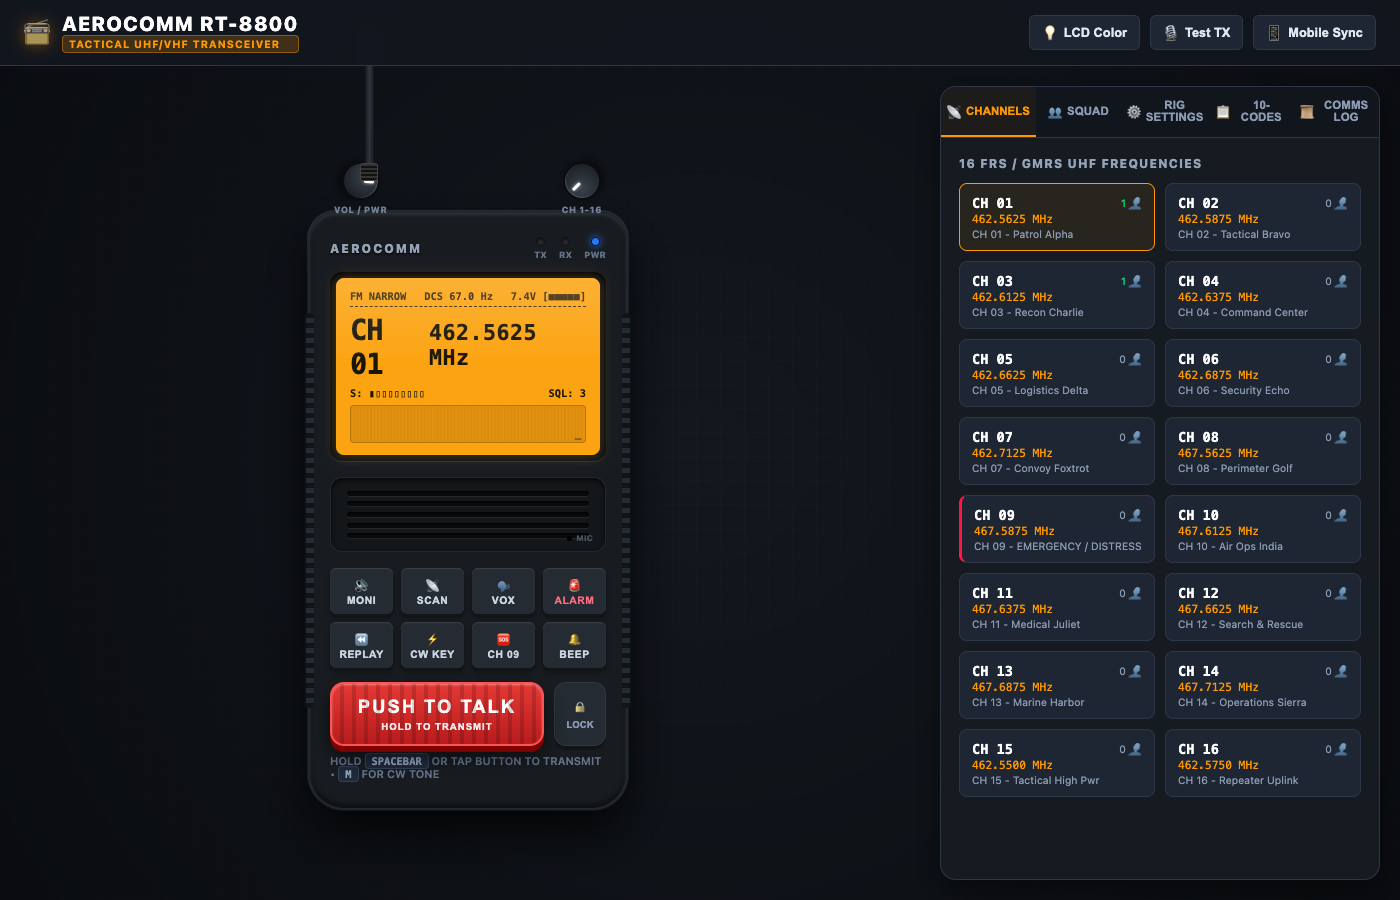 AEROCOMM RT-8800
TACTICAL UHF/VHF TRANSCEIVER
LCD Color
Test TX
Mobile Sync
VOL / PWR
CH 1-16
AEROCOMM
TX
RX
PWR
FM NARROW DCS 67.0 Hz 7.4V [■■■■■]
CH 01
462.5625 MHz
S: ▮▯▯▯▯▯▯▯▯ SQL: 3
MIC
MONI
SCAN
VOX
ALARM
REPLAY
CW KEY
SOS
CH 09
BEEP
PUSH TO TALK
HOLD TO TRANSMIT
LOCK
HOLD SPACEBAR OR TAP BUTTON TO TRANSMIT
• M FOR CW TONE
CHANNELS
SQUAD
RIG SETTINGS
10-CODES
COMMS LOG
16 FRS / GMRS UHF FREQUENCIES
CH 01 1
462.5625 MHz
CH 01 - Patrol Alpha
CH 02 0
462.5875 MHz
CH 02 - Tactical Bravo
CH 03 1
462.6125 MHz
CH 03 - Recon Charlie
CH 04 0
462.6375 MHz
CH 04 - Command Center
CH 05 0
462.6625 MHz
CH 05 - Logistics Delta
CH 06 0
462.6875 MHz
CH 06 - Security Echo
CH 07 0
462.7125 MHz
CH 07 - Convoy Foxtrot
CH 08 0
467.5625 MHz
CH 08 - Perimeter Golf
CH 09 0
467.5875 MHz
CH 09 - EMERGENCY / DISTRESS
CH 10 0
467.6125 MHz
CH 10 - Air Ops India
CH 11 0
467.6375 MHz
CH 11 - Medical Juliet
CH 12 0
467.6625 MHz
CH 12 - Search & Rescue
CH 13 0
467.6875 MHz
CH 13 - Marine Harbor
CH 14 0
467.7125 MHz
CH 14 - Operations Sierra
CH 15 0
462.5500 MHz
CH 15 - Tactical High Pwr
CH 16 0
462.5750 MHz
CH 16 - Repeater Uplink